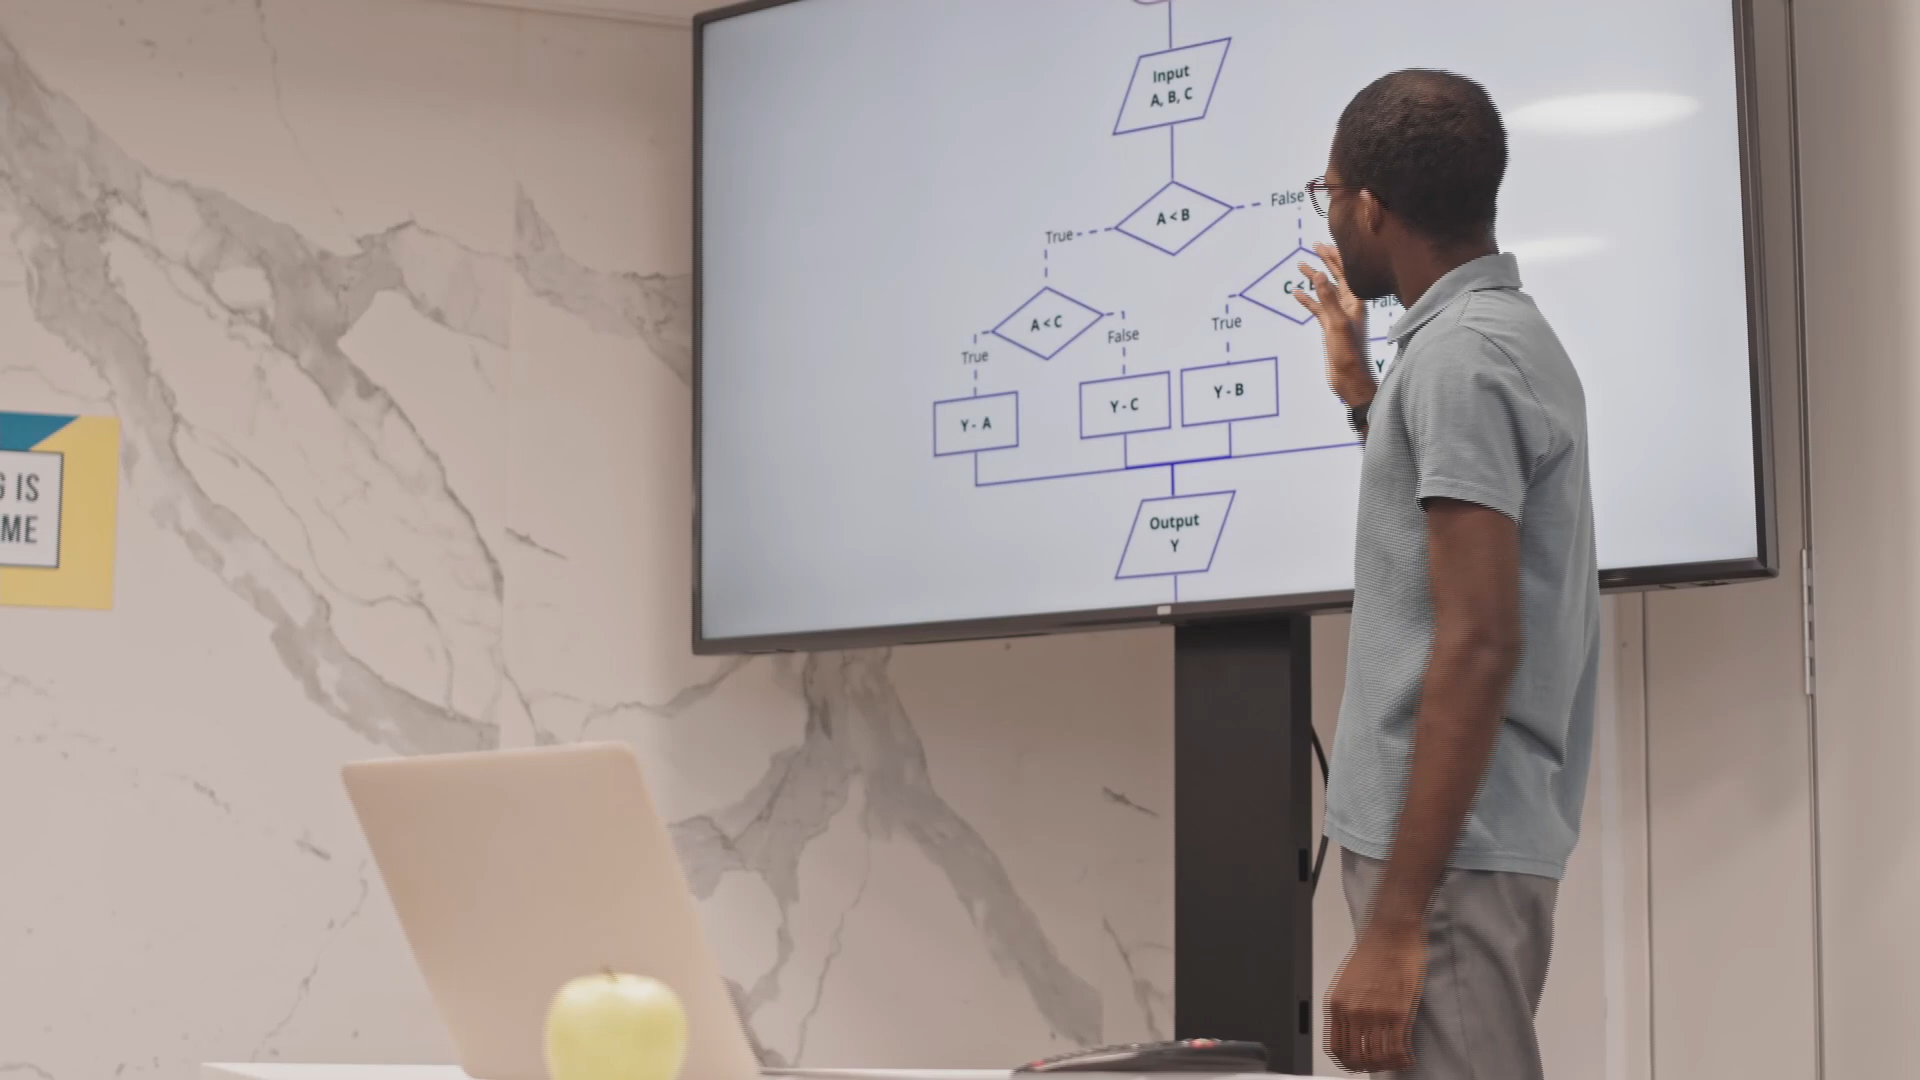 Input
A, B, C
A < B
False
True
C < B
A < C
True
False
True
Y - A
Y - C
Y - B
Y
Output
Y
IS
ME